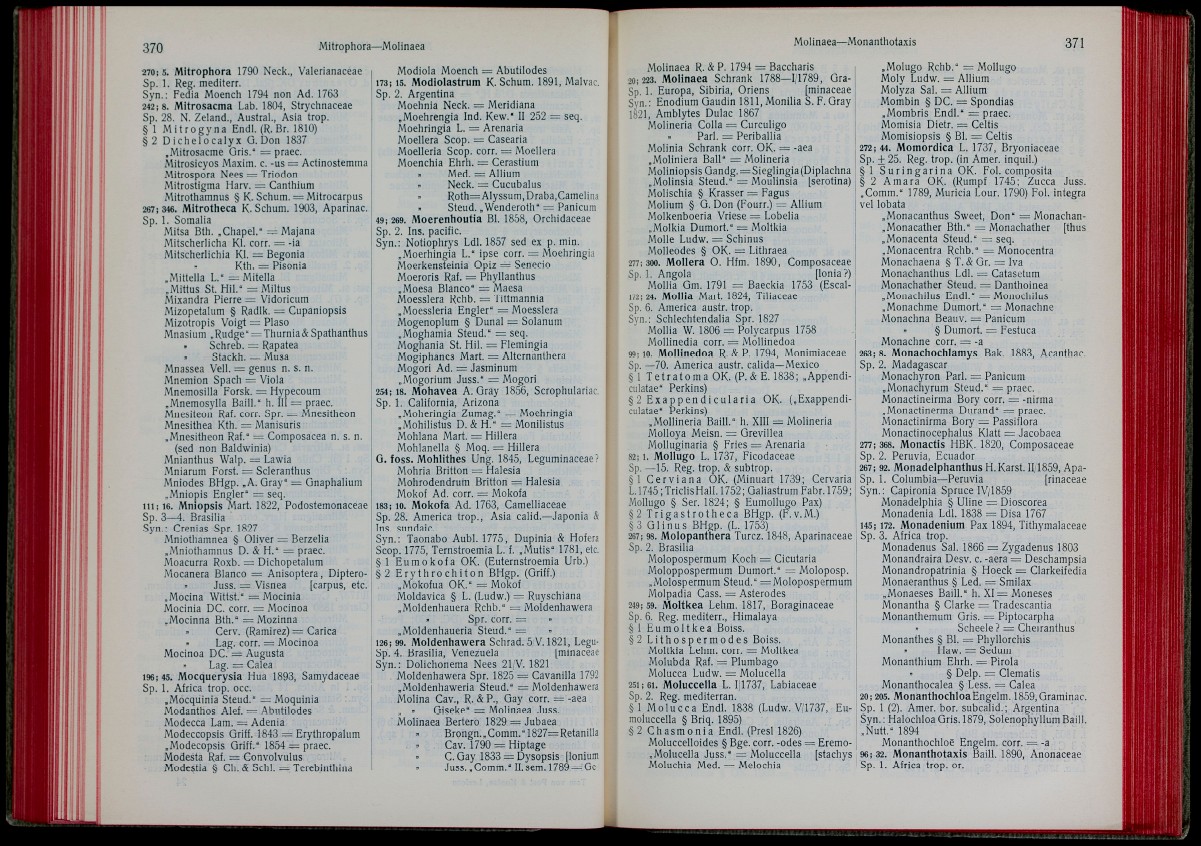 370
Mitrophora—Molinaea
270; 5. Mitrophora 1790 Neck., Valerianaceae
Sp. 1. Reg. mediterr.
Syn.: Fedia Moench 1794 non Ad. 1763
242; 8. Mitrosacma Lab. 1804, Strychnaceae
Sp. 28. N. Zeland., Austral., Asia trop.
§ 1 Mitrogyna Endl. (R. Br. 1810)
§ 2 Dichelocalyx G. Don 1837
„Mitrosacme Gris.“ = praec.
Mitrosicyos Maxim. c. -us = Actinostemma
Mitrospora Nees = Triodon
Mitrostigma Harv. = Canthium
Mitrothamnus § K. Schum. = Mitrocarpus
267; 346. Mitrotheca K. Schum. 1903, Aparinac.
Sp. 1. Somalia
Mitsa Bth. „Chapel.“ = Majana
Mitscherlicha Kl. corr. = -ia
Mitscherlichia Kl. = Begonia
" Kth. = Pisonia
„Mittella L.“ = Mitella
„Mittus St. Hil.“ = Miltus
Mixandra Pierre = Vidoricum
Mizopetalum § Radlk. = Cupaniopsis
Mizotropis Voigt = Plaso
Mnasium „Rudge“ = Thurnia & Spathanthus
" Schreb. = Rapatea
" Stackh. = Musa
Mnassea Vell. = genus n. s. n.
Mnemion Spach = Viola
Mnemosilla Forsk. = Hypecoum
„Mnemosylla Baill.“ h. III = praec.
Mnesiteon Raf. corr. Spr. = Mnesitheon
Mnesithea Kth. = Manisuris
„Mnesitheon Raf.“ = Composacea n. s. n.
(sed non Baldwinia)
Mnianthus Walp. = Lawia
Mniarum Forst. = Scleranthus
Mniodes BHgp. „A. Gray“ = Gnaphalium
„Mniopis Engler“ = seq.
111; 16. Mniopsis Mart. 1822, Podostemonaceae
Sp. 3—4. Brasilia
Syn.: Crenias Spr. 1827
Mniothamnea § Oliver = Berzelia
„Mniothamnus D. & H.“ = praec.
Moacurra Roxb. = Dichopetalum
Mocanera Blanco = Anisoptera, Diptero-
" Juss. = Visnea [carpus, etc.
„Mocina Wittst.“ = Mocinia
Mocinia DC. corr. = Mocinoa
„Mocinna Bth.“ = Mozinna
" Cerv. (Ramirez) = Carica
" Lag. corr. = Mocinoa
Mocinoa DC. = Augusta
" Lag. = Calea
196; 45. Mocquerysia Hua 1893, Samydaceae
Sp. 1. Africa trop. occ.
„Mocquinia Steud.“ = Moquinia
Modanthos Alef. = Abutilodes
Modecca Lam. = Adenia
Modeccopsis Griff. 1843 = Erythropalum
„Modecopsis Griff.“ 1854 = praec.
Modesta Raf. = Convolvulus
Modestia § Ch. & Schl. = Terebinthina
Modiola Moench = Abutilodes
173; 15. Modiolastrum K. Schum. 1891, Malvac.
Sp. 2. Argentina
Moehnia Neck. = Meridiana
„Moehrengia Ind. Kew.“ II 252 = seq.
Moehringia L. = Arenaria
Moellera Scop. = Casearia
Moelleria Scop. corr. = Moellera
Moenchia Ehrh. = Cerastium
" Med. = Allium
" Neck. = Cucubalus
" Roth = Alyssum, Draba, Camelina
" Steud. „Wenderoth“ = Panicum
49; 269. Moerenhoutia Bl. 1858, Orchidaceae
Sp. 2. Ins. pacific.
Syn.: Notiophrys Ldl. 1857 sed ex p. min.
„Moerhingia L.“ ipse corr. = Moehringia
Moerkensteinia Opiz = Senecio
Moeroris Raf. = Phyllanthus
„Moesa Blanco“ = Maesa
Moesslera Rchb. = Tittmannia
„Moessleria Engler“ = Moesslera
Mogenoplum § Dunal = Solanum
„Moghamia Steud.“ = seq.
Moghania St. Hil. = Flemingia
Mogiphanes Mart. = Alternanthera
Mogori Ad. = Jasminum
„Mogorium Juss.“ = Mogori
254; 18. Mohavea A. Gray 1856, Scrophulariac.
Sp. 1. California, Arizona
„Moheringia Zumag.“ = Moehringia
„Mohilistus D. & H.“ = Monilistus
Mohlana Mart. = Hillera
Mohlanella § Moq. = Hillera
G. foss. Mohlithes Ung. 1845, Leguminaceae?
Mohria Britton = Halesia
Mohrodendrum Britton = Halesia
Mokof Ad. corr. = Mokofa
183; 10. Mokofa Ad. 1763, Camelliaceae
Sp. 28. America trop., Asia calid.—Japonia &
Ins. sundaic.
Syn.: Taonabo Aubl. 1775, Dupinia & Hofera
Scop. 1775, Ternstroemia L. f. „Mutis“ 1781, etc.
§ 1 Eumokofa OK. (Euternstroemia Urb.)
§ 2 Erythrochiton BHgp. (Griff.)
„Mokofua OK.“ = Mokof
Moldavica § L. (Ludw.) = Ruyschiana
„Moldenhauera Rchb.“ = Moldenhawera
" Spr. corr. = "
„Moldenhaueria Steud.“ = "
126; 99. Moldenhawera Schrad. 5/V. 1821, Legu-
Sp. 4. Brasilia, Venezuela [minaceae
Syn.: Dolichonema Nees 21/V. 1821
Moldenhawera Spr. 1825 = Cavanilla 1792
„Moldenhaweria Steud.“ = Moldenhawera
Molina Cav., R. & P., Gay corr. = -aea
" Giseke“ = Molinaea Juss.
Molinaea Bertero 1829 = Jubaea
" Brongn. „Comm.“ 1827 = Retanilla
" Cav. 1790 = Hiptage
" C. Gay 1833 = Dysopsis [lonium
" Juss. „Comm.“ II. sem. 1789 = Ge
Molinaea—Monanthotaxis
371
Molinaea R. & P. 1794 = Baccharis
20; 223. Molinaea Schrank 1788—I/1789, Gra-
Sp. 1. Europa, Sibiria, Oriens [minaceae
Syn.: Enodium Gaudin 1811, Monilia S. F. Gray
1821, Amblytes Dulac 1867
Molineria Colla = Curculigo
" Parl. = Periballia
Molinia Schrank corr. OK. = -aea
„Moliniera Ball“ = Molineria
Moliniopsis Gandg. = Sieglingia (Diplachna
„Molinsia Steud.“ = Moulinsia [serotina)
Molischia § Krasser = Fagus
Molium § G. Don (Fourr.) = Allium
Molkenboeria Vriese = Lobelia
„Molkia Dumort.“ = Moltkia
Molle Ludw. = Schinus
Molleodes § OK. = Lithraea
277; 300. Mollera O. Hfm. 1890, Composaceae
Sp. 1. Angola [lonia?)
Mollia Gm. 1791 = Baeckia 1753 (Escal-
172; 24. Mollia Mart. 1824, Tiliaceae
Sp. 6. America austr. trop.
Syn.: Schlechtendalia Spr. 1827
Mollia W. 1806 = Polycarpus 1758
Mollinedia corr. = Mollinedoa
99; 10. Mollinedoa R. & P. 1794, Monimiaceae
Sp. —70. America austr. calida—Mexico
§ 1 Tetratoma OK. (P. & E. 1838; „Appendi-
culatae“ Perkins)
§ 2 Exappendicularia OK. („Exappendi-
culatae“ Perkins)
„Mollineria Baill.“ h. XIII = Molineria
Molloya Meisn. = Grevillea
Molluginaria § Fries = Arenaria
82; 1. Mollugo L. 1737, Ficodaceae
Sp. —15. Reg. trop. & subtrop.
§ 1 Cerviana OK. (Minuart 1739; Cervaria
L. 1745; Triclis Hall. 1752; Galiastrum Fabr. 1759;
Mollugo § Ser. 1824; § Eumollugo Pax)
§ 2 Trigastrotheca BHgp. (F. v. M.)
§ 3 Glinus BHgp. (L. 1753)
267; 98. Molopanthera Turcz. 1848, Aparinaceae
Sp. 2. Brasilia
Molopospermum Koch = Cicutaria
Moloppospermum Dumort.“ = Moloposp.
„Molospermum Steud.“ = Molopospermum
Molpadia Cass. = Asterodes
249; 59. Moltkea Lehm. 1817, Boraginaceae
Sp. 6. Reg. mediterr., Himalaya
§ 1 Eumoltkea Boiss.
§ 2 Lithospermodes Boiss.
Moltkia Lehm. corr. = Moltkea
Molubda Raf. = Plumbago
Molucca Ludw. = Molucella
251; 61. Moluccella L. I/1737, Labiaceae
Sp. 2. Reg. mediterran.
§ 1 Molucca Endl. 1838 (Ludw. V/1737, Eu-
moluccella § Briq. 1895)
§ 2 Chasmonia Endl. (Presl 1826)
Moluccelloides § Bge. corr. -odes = Eremo-
„Molucella Juss.“ = Moluccella [stachys
Moluchia Med. = Melochia
„Molugo Rchb.“ = Mollugo
Moly Ludw. = Allium
Molyza Sal. = Allium
Mombin § DC. = Spondias
„Mombris Endl.“ = praec.
Momisia Dietr. = Celtis
Momisiopsis § Bl. = Celtis
272; 44. Momordica L. 1737, Bryoniaceae
Sp. ± 25. Reg. trop. (in Amer. inquil.)
§ 1 Suringarina OK. Fol. composita
§ 2 Amara OK. (Rumpf 1745; Zucca Juss.
„Comm.“ 1789, Muricia Lour. 1790) Fol. integra
vel lobata
„Monacanthus Sweet, Don“ = Monachan-
„Monacather Bth.“ = Monachather [thus
„Monacenta Steud.“ = seq.
„Monacentra Rchb.“ = Monocentra
Monachaena § T. & Gr. = Iva
Monachanthus Ldl. = Catasetum
Monachather Steud. = Danthoinea
„Monachilus Endl.“ = Monochilus
„Monachme Dumort.“ = Monachne
Monachna Beauv. = Panicum
" § Dumort. = Festuca
Monachne corr. = -a
263; 8. Monachochlamys Bak. 1883, Acanthac.
Sp. 2. Madagascar
Monachyron Parl. = Panicum
„Monachyrum Steud.“ = praec.
Monactineirma Bory corr. = -nirma
„Monactinerma Durand“ = praec.
Monactinirma Bory = Passiflora
Monactinocephalus Klatt = Jacobaea
277; 368. Monactis HBK. 1820, Composaceae
Sp. 2. Peruvia, Ecuador
267; 92. Monadelphanthus H. Karst. II/1859, Apa-
Sp. 1. Columbia—Peruvia [rinaceae
Syn.: Capironia Spruce IV/1859
Monadelphia § Uline = Dioscorea
Monadenia Ldl. 1838 = Disa 1767
145; 172. Monadenium Pax 1894, Tithymalaceae
Sp. 3. Africa trop.
Monadenus Sal. 1866 = Zygadenus 1803
Monandraira Desv. c. -aera = Deschampsia
Monandropatrinia § Hoeck = Clarkeifedia
Monaeranthus § Led. = Smilax
„Monaeses Baill.“ h. XI = Moneses
Monantha § Clarke = Tradescantia
Monanthemum Gris. = Piptocarpha
" Scheele? = Cheiranthus
Monanthes § Bl. = Phyllorchis
" Haw. = Sedum
Monanthium Ehrh. = Pirola
" § Delp. = Clematis
Monanthocalea § Less. = Calea
20; 205. Monanthochloa Engelm. 1859, Graminac.
Sp. 1 (2). Amer. bor. subcalid.; Argentina
Syn.: Halochloa Gris. 1879, Solenophyllum Baill.
„Nutt.“ 1894
Monanthochloë Engelm. corr. = -a
96; 32. Monanthotaxis Baill. 1890, Anonaceae
Sp. 1. Africa trop. or.